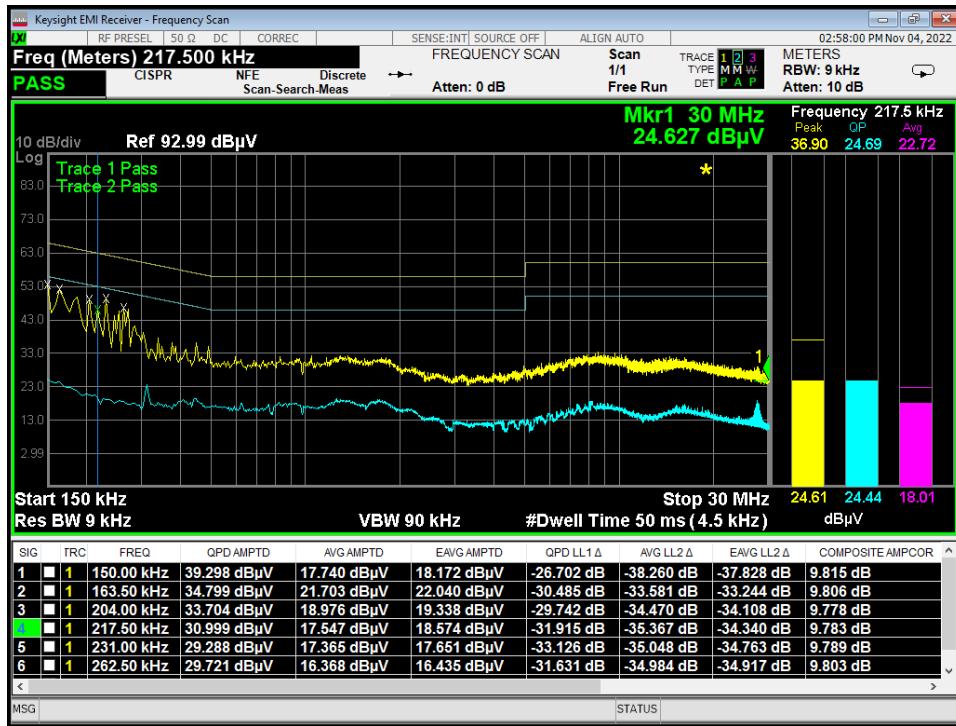 Keysight EMI Receiver - Frequency Scan
LXI RF PRESEL 50 Ω DC CORREC SENSE:INT SOURCE OFF ALIGN AUTO 02:58:00 PM Nov 04, 2022
Freq (Meters) 217.500 kHz FREQUENCY SCAN Scan TRACE 1 2 3 METERS
PASS CISPR NFE Discrete 1/1 TYPE M M W RBW: 9 kHz
Scan-Search-Meas Atten: 0 dB Free Run DET P A P Atten: 10 dB
Mkr1 30 MHz Frequency 217.5 kHz
24.627 dBµV Peak QP Avg
10 dB/div Ref 92.99 dBµV 36.90 24.69 22.72
Log
Trace 1 Pass
Trace 2 Pass
83.0
73.0
63.0
53.0
43.0
33.0
1
23.0
13.0
2.99
Start 150 kHz Stop 30 MHz 24.61 24.44 18.01
Res BW 9 kHz VBW 90 kHz #Dwell Time 50 ms (4.5 kHz) dBµV
SIG TRC FREQ QPD AMPTD AVG AMPTD EAVG AMPTD QPD LL1 Δ AVG LL2 Δ EAVG LL2 Δ COMPOSITE AMPCOR
1 1 150.00 kHz 39.298 dBµV 17.740 dBµV 18.172 dBµV -26.702 dB -38.260 dB -37.828 dB 9.815 dB
2 1 163.50 kHz 34.799 dBµV 21.703 dBµV 22.040 dBµV -30.485 dB -33.581 dB -33.244 dB 9.806 dB
3 1 204.00 kHz 33.704 dBµV 18.976 dBµV 19.338 dBµV -29.742 dB -34.470 dB -34.108 dB 9.778 dB
4 1 217.50 kHz 30.999 dBµV 17.547 dBµV 18.574 dBµV -31.915 dB -35.367 dB -34.340 dB 9.783 dB
5 1 231.00 kHz 29.288 dBµV 17.365 dBµV 17.651 dBµV -33.126 dB -35.048 dB -34.763 dB 9.789 dB
6 1 262.50 kHz 29.721 dBµV 16.368 dBµV 16.435 dBµV -31.631 dB -34.984 dB -34.917 dB 9.803 dB
MSG STATUS